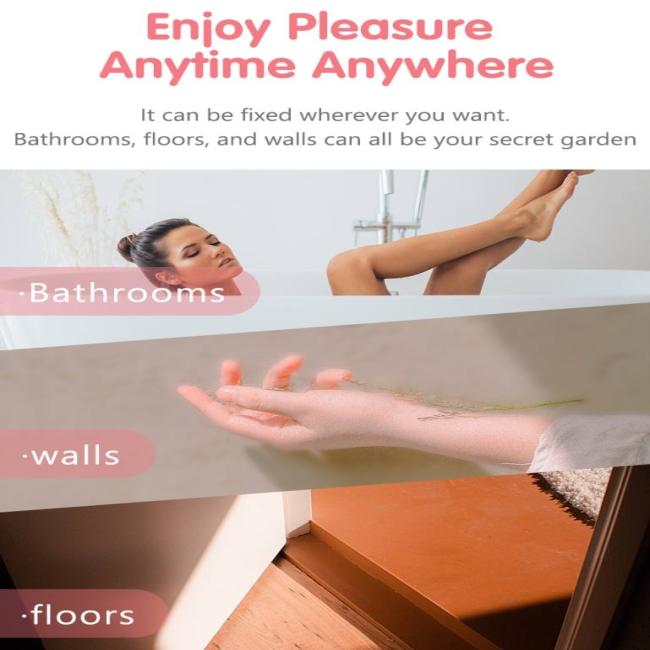 Enjoy Pleasure
Anytime Anywhere
It can be fixed wherever you want.
Bathrooms, floors, and walls can all be your secret garden
·Bathrooms
·walls
·floors